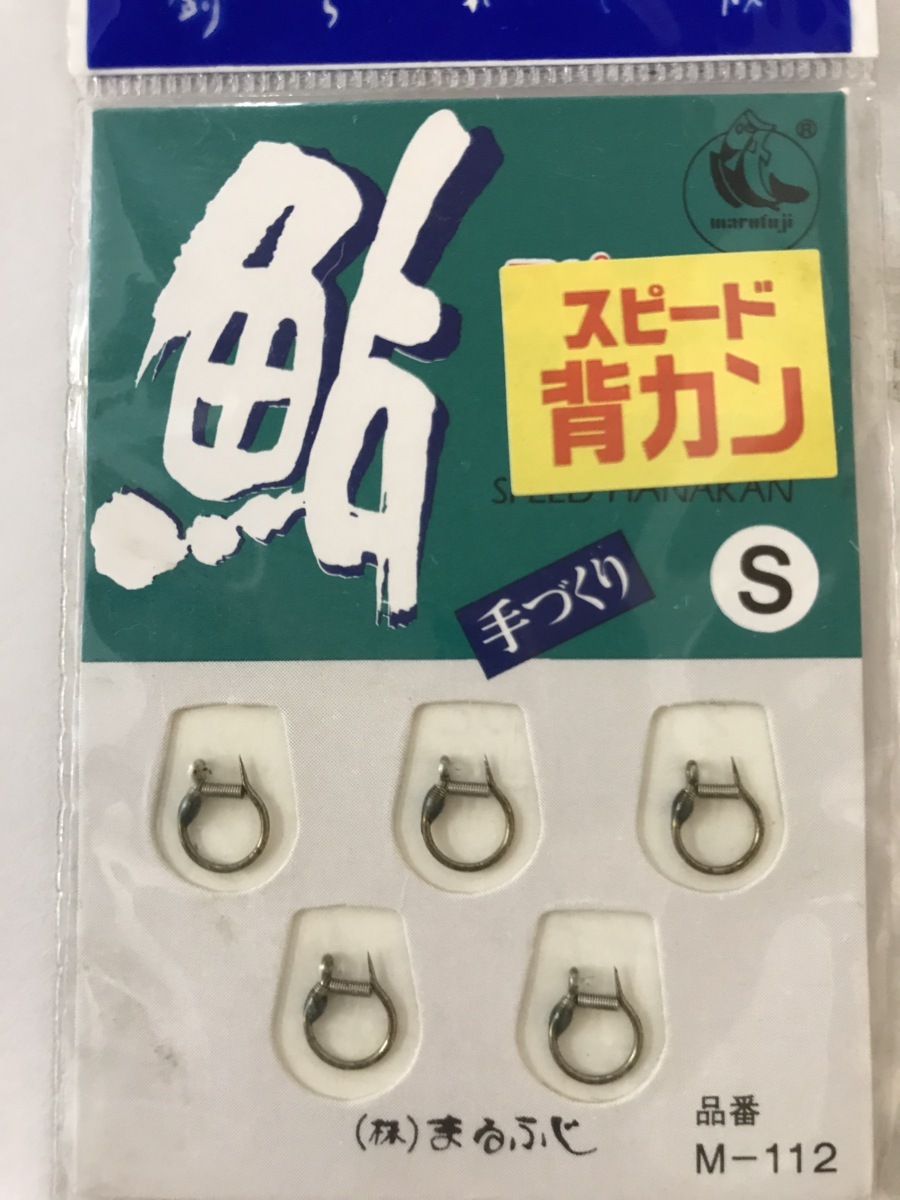 鮎
marufuji
®
スピード
背カン
SPEED HANAKAN
手づくり
S
(株)まるふじ
品番
M-112